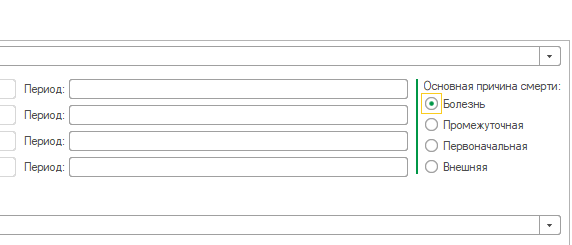 Основная причина смерти:
Период:
Болезнь
Период:
Промежуточная
Период:
Первоначальная
Период:
Внешняя